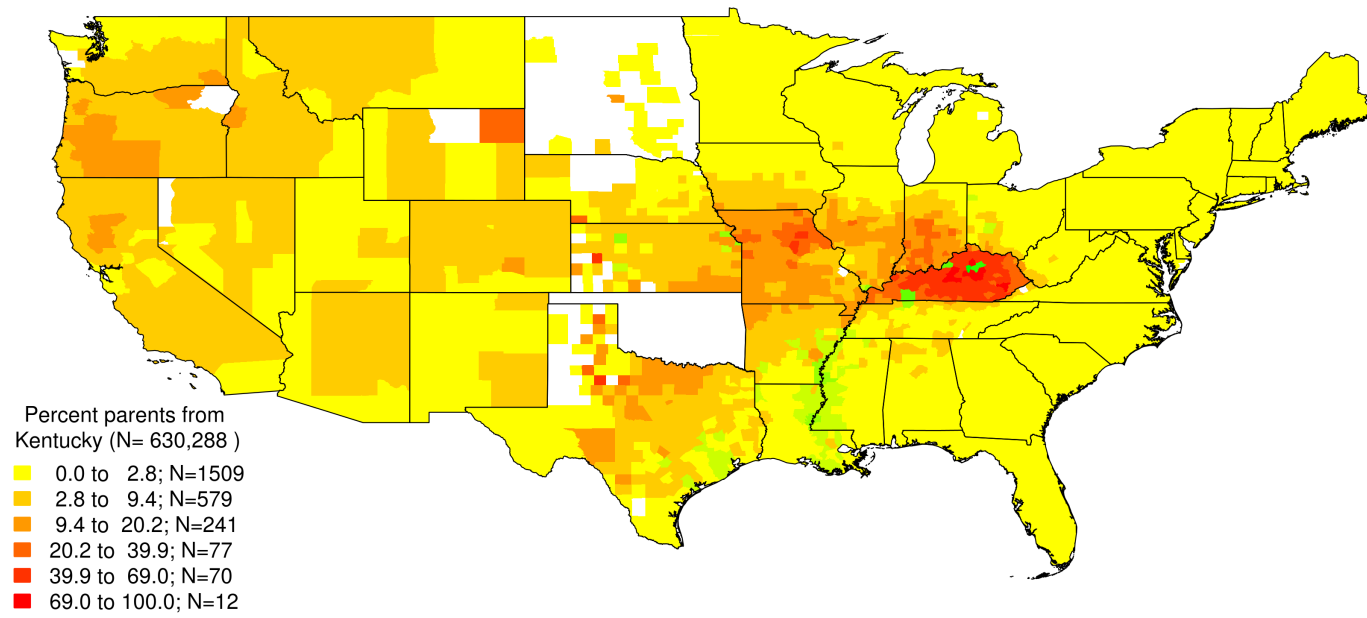 Percent parents from
Kentucky (N= 630,288 )
0.0 to 2.8; N=1509
2.8 to 9.4; N=579
9.4 to 20.2; N=241
20.2 to 39.9; N=77
39.9 to 69.0; N=70
69.0 to 100.0; N=12